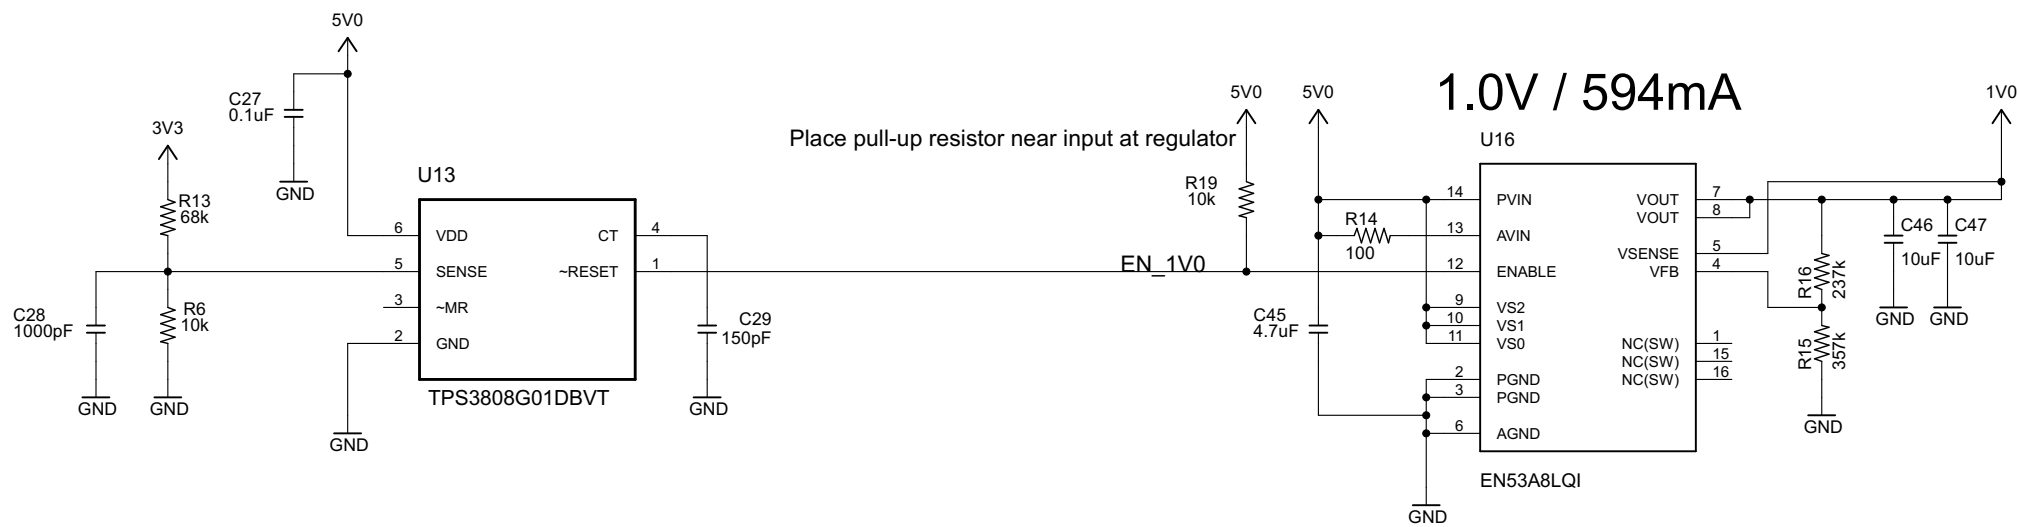 5V0
C27
0.1uF
GND
3V3
R13
68k
C28
1000pF
GND
R6
10k
GND
GND
U13
6
VDD
5
SENSE
3
~MR
2
GND
CT
4
~RESET
1
TPS3808G01DBVT
C29
150pF
GND
Place pull-up resistor near input at regulator
EN_1V0
5V0
R19
10k
5V0
R14
100
C45
4.7uF
GND
1.0V / 594mA
U16
14
PVIN
13
AVIN
12
ENABLE
9
VS2
10
VS1
11
VS0
2
PGND
3
PGND
6
AGND
VOUT
7
VOUT
8
VSENSE
5
VFB
4
NC(SW)
1
NC(SW)
15
NC(SW)
16
EN53A8LQI
1V0
R16
237k
R15
357k
GND
C46
10uF
GND
C47
10uF
GND